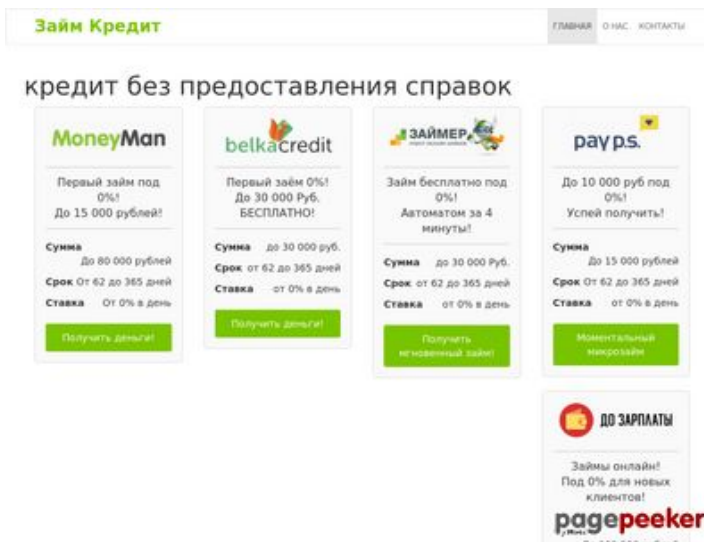 Займ Кредит
ГЛАВНАЯ О НАС КОНТАКТЫ
кредит без предоставления справок
MoneyMan
Первый займ под
0%!
До 15 000 рублей!
Сумма
До 80 000 рублей
Срок От 62 до 365 дней
Ставка От 0% в день
Получить деньги!
belkacredit
Первый заём 0%!
До 30 000 Руб.
БЕСПЛАТНО!
Сумма до 30 000 руб.
Срок от 62 до 365 дней
Ставка от 0% в день
Получить деньги!
ЗАЙМЕР
Займ бесплатно под
0%!
Автоматом за 4
минуты!
Сумма до 30 000 Руб.
Срок от 62 до 365 дней
Ставка от 0% в день
Получить
мгновенный займ!
pay p.s.
До 10 000 руб под
0%!
Успей получить!
Сумма
До 15 000 рублей
Срок От 62 до 365 дней
Ставка от 0% в день
Моментальный
микрозайм
ДО ЗАРПЛАТЫ
Займы онлайн!
Под 0% для новых
клиентов!
pagepeeker